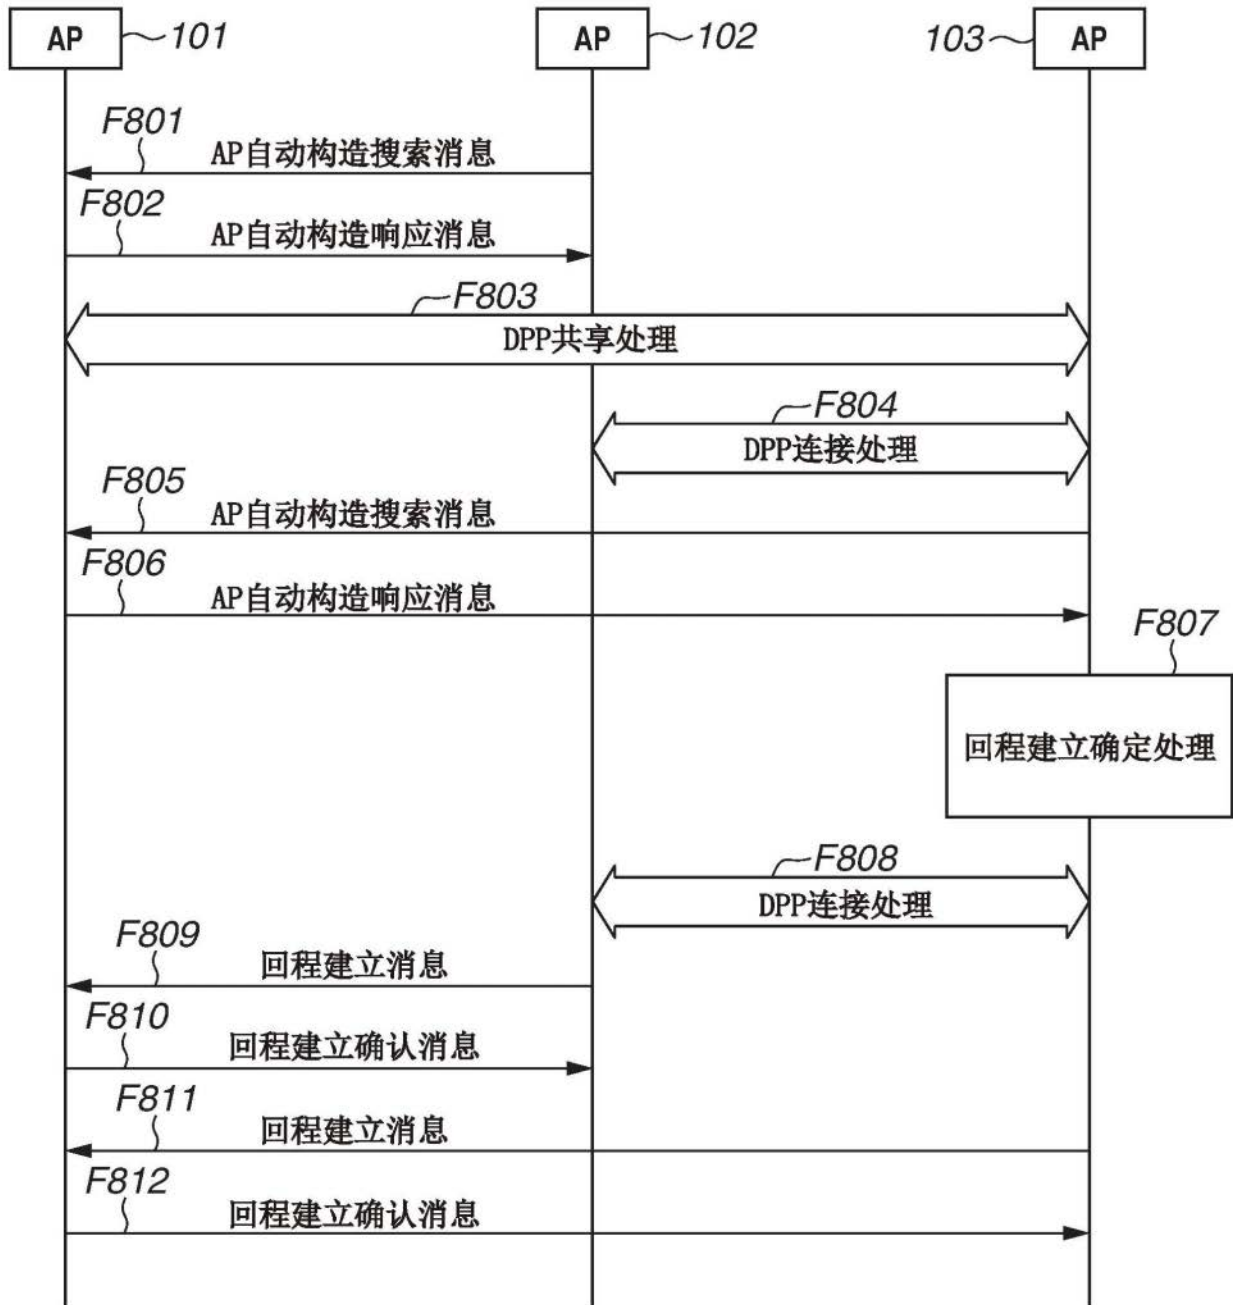 AP 101 AP 102 103 AP
F801
AP自动构造搜索消息
F802
AP自动构造响应消息
F803
DPP共享处理
F804
DPP连接处理
F805
AP自动构造搜索消息
F806
AP自动构造响应消息
F807
回程建立确定处理
F808
DPP连接处理
F809
回程建立消息
F810
回程建立确认消息
F811
回程建立消息
F812
回程建立确认消息